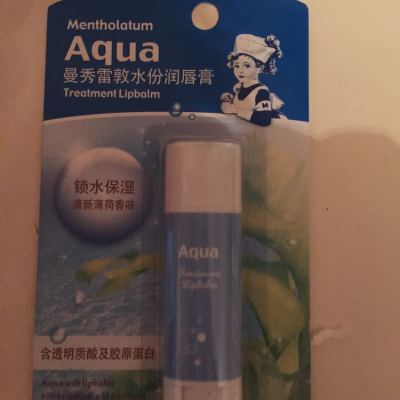 Mentholatum
Aqua
曼秀雷敦水份润唇膏
Treatment Lipbalm
锁水保湿
清新薄荷香味
Aqua
Treatment
Lipbalm
含透明质酸及胶原蛋白
Aqua soft lipbalm